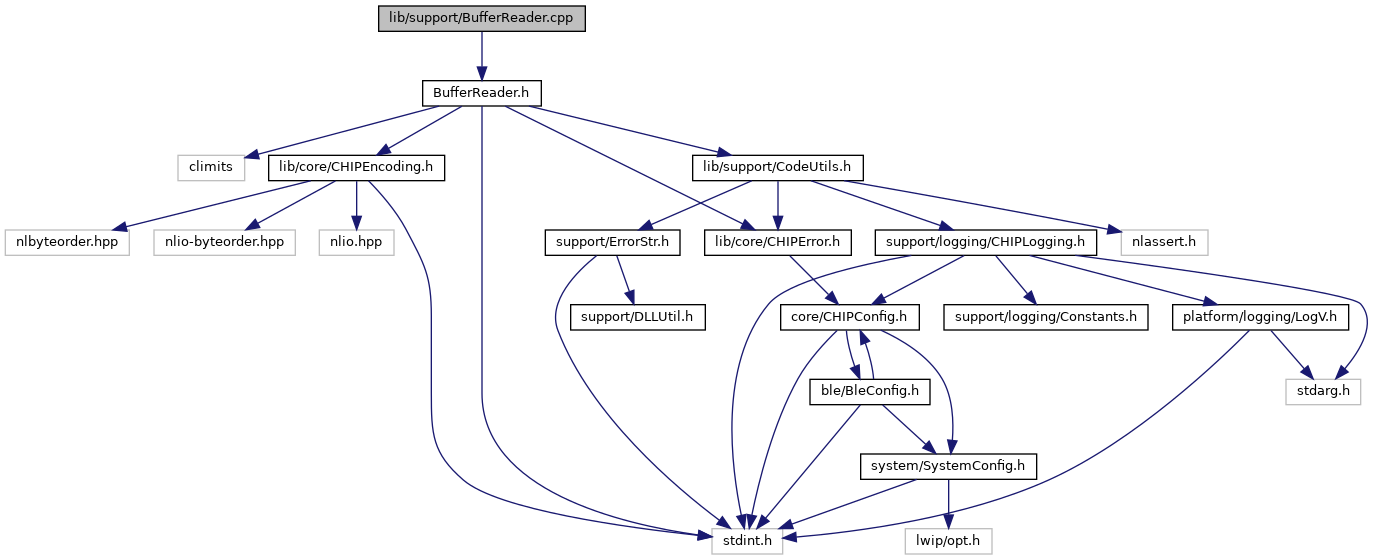 lib/support/BufferReader.cpp
BufferReader.h
climits
lib/core/CHIPEncoding.h
lib/support/CodeUtils.h
nlbyteorder.hpp
nlio-byteorder.hpp
nlio.hpp
support/ErrorStr.h
lib/core/CHIPError.h
support/logging/CHIPLogging.h
nlassert.h
support/DLLUtil.h
core/CHIPConfig.h
support/logging/Constants.h
platform/logging/LogV.h
ble/BleConfig.h
stdarg.h
system/SystemConfig.h
stdint.h
lwip/opt.h